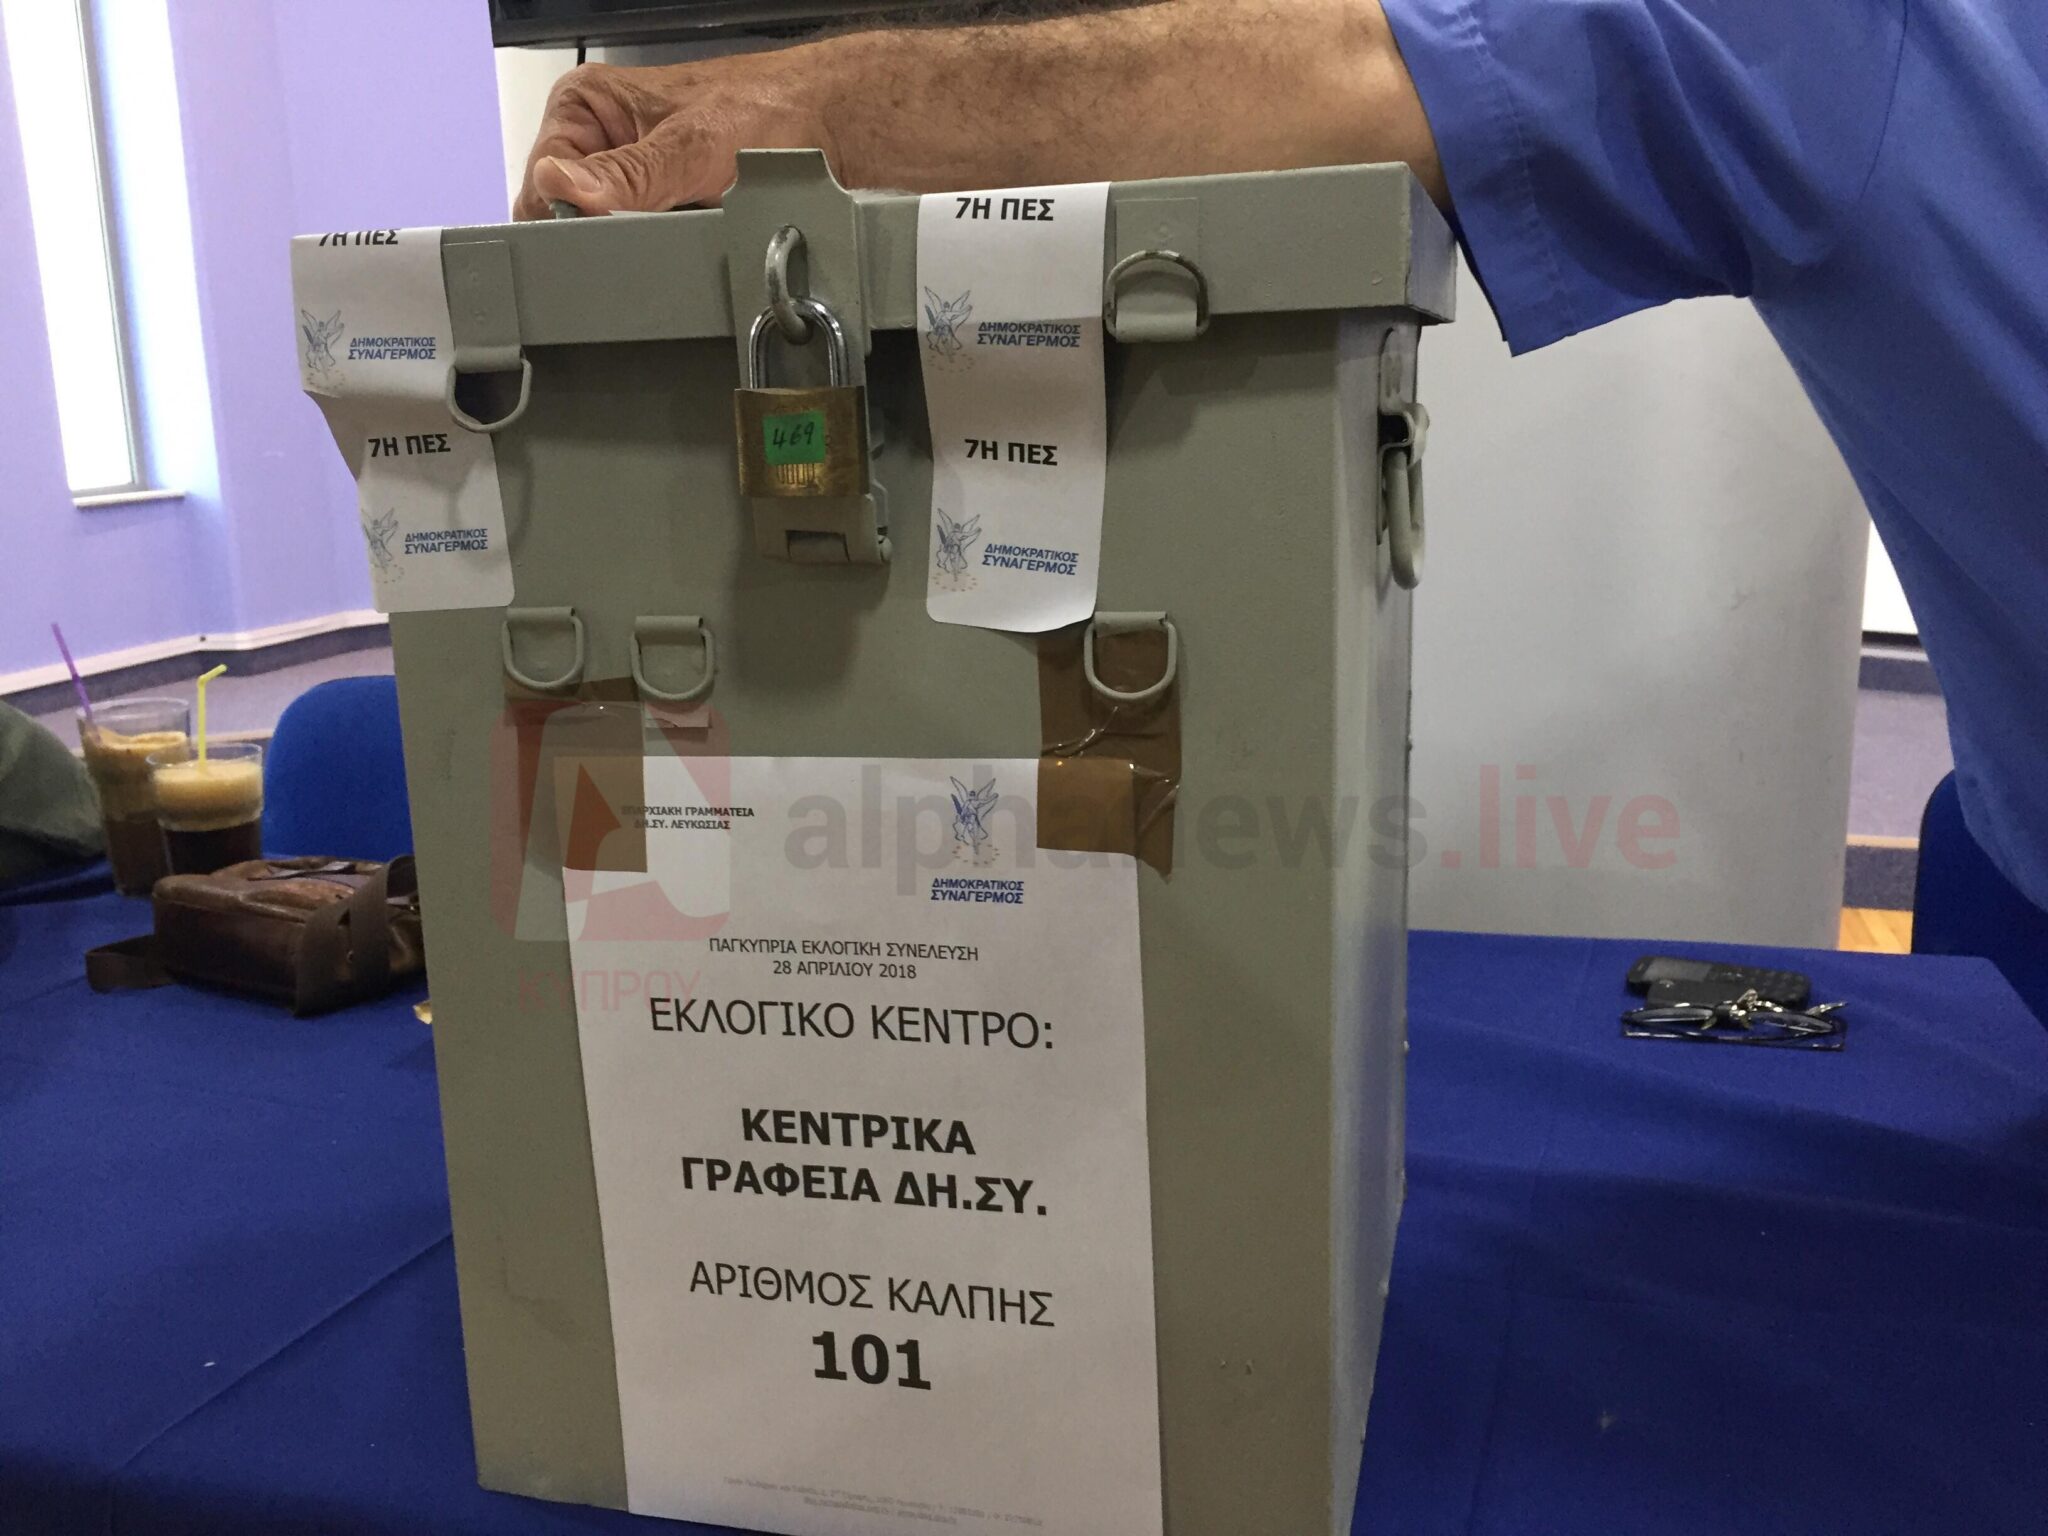 7Η ΠΕΣ
7Η ΠΕΣ
ΔΗΜΟΚΡΑΤΙΚΟΣ
ΣΥΝΑΓΕΡΜΟΣ
ΔΗΜΟΚΡΑΤΙΚΟΣ
ΣΥΝΑΓΕΡΜΟΣ
469
7Η ΠΕΣ
7Η ΠΕΣ
ΔΗΜΟΚΡΑΤΙΚΟΣ
ΣΥΝΑΓΕΡΜΟΣ
ΔΗΜΟΚΡΑΤΙΚΟΣ
ΣΥΝΑΓΕΡΜΟΣ
alphanews.live
ΚΥΠΡΟΥ
ΕΠΑΡΧΙΑΚΗ ΓΡΑΜΜΑΤΕΙΑ
ΔΗ.ΣΥ. ΛΕΥΚΩΣΙΑΣ
ΔΗΜΟΚΡΑΤΙΚΟΣ
ΣΥΝΑΓΕΡΜΟΣ
ΠΑΓΚΥΠΡΙΑ ΕΚΛΟΓΙΚΗ ΣΥΝΕΛΕΥΣΗ
28 ΑΠΡΙΛΙΟΥ 2018
ΕΚΛΟΓΙΚΟ ΚΕΝΤΡΟ:
ΚΕΝΤΡΙΚΑ
ΓΡΑΦΕΙΑ ΔΗ.ΣΥ.
ΑΡΙΘΜΟΣ ΚΑΛΠΗΣ
101